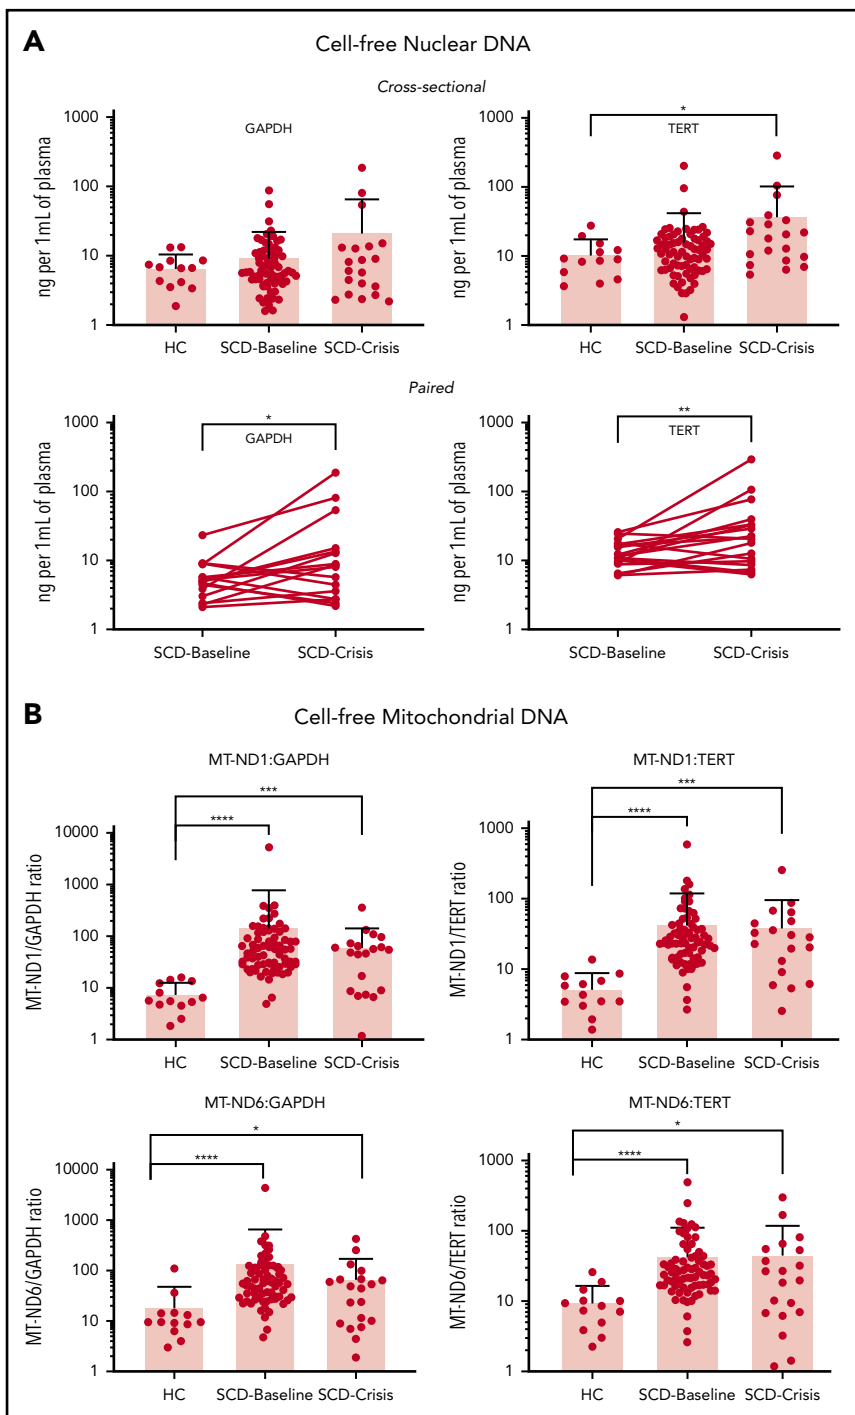 A
Cell-free Nuclear DNA
Cross-sectional
ng per 1mL of plasma
1000
100
10
1
GAPDH
HC
SCD-Baseline
SCD-Crisis
ng per 1mL of plasma
1000
100
10
1
*
TERT
HC
SCD-Baseline
SCD-Crisis
Paired
ng per 1mL of plasma
1000
100
10
1
*
GAPDH
SCD-Baseline
SCD-Crisis
ng per 1mL of plasma
1000
100
10
1
**
TERT
SCD-Baseline
SCD-Crisis
B
Cell-free Mitochondrial DNA
MT-ND1:GAPDH
MT-ND1/GAPDH ratio
10000
1000
100
10
1
***
****
HC
SCD-Baseline
SCD-Crisis
MT-ND1:TERT
MT-ND1/TERT ratio
1000
100
10
1
***
****
HC
SCD-Baseline
SCD-Crisis
MT-ND6:GAPDH
MT-ND6/GAPDH ratio
10000
1000
100
10
1
*
****
HC
SCD-Baseline
SCD-Crisis
MT-ND6:TERT
MT-ND6/TERT ratio
1000
100
10
1
*
****
HC
SCD-Baseline
SCD-Crisis